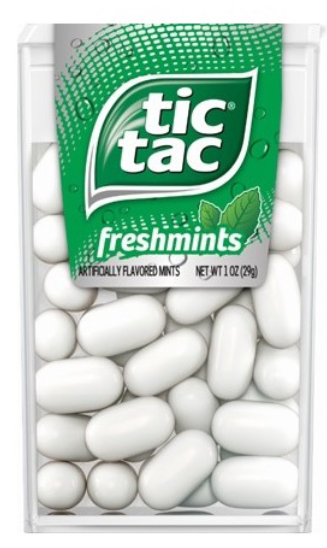 tic®
tac
freshmints
ARTIFICIALLY FLAVORED MINTS NET WT 1 OZ (29g)